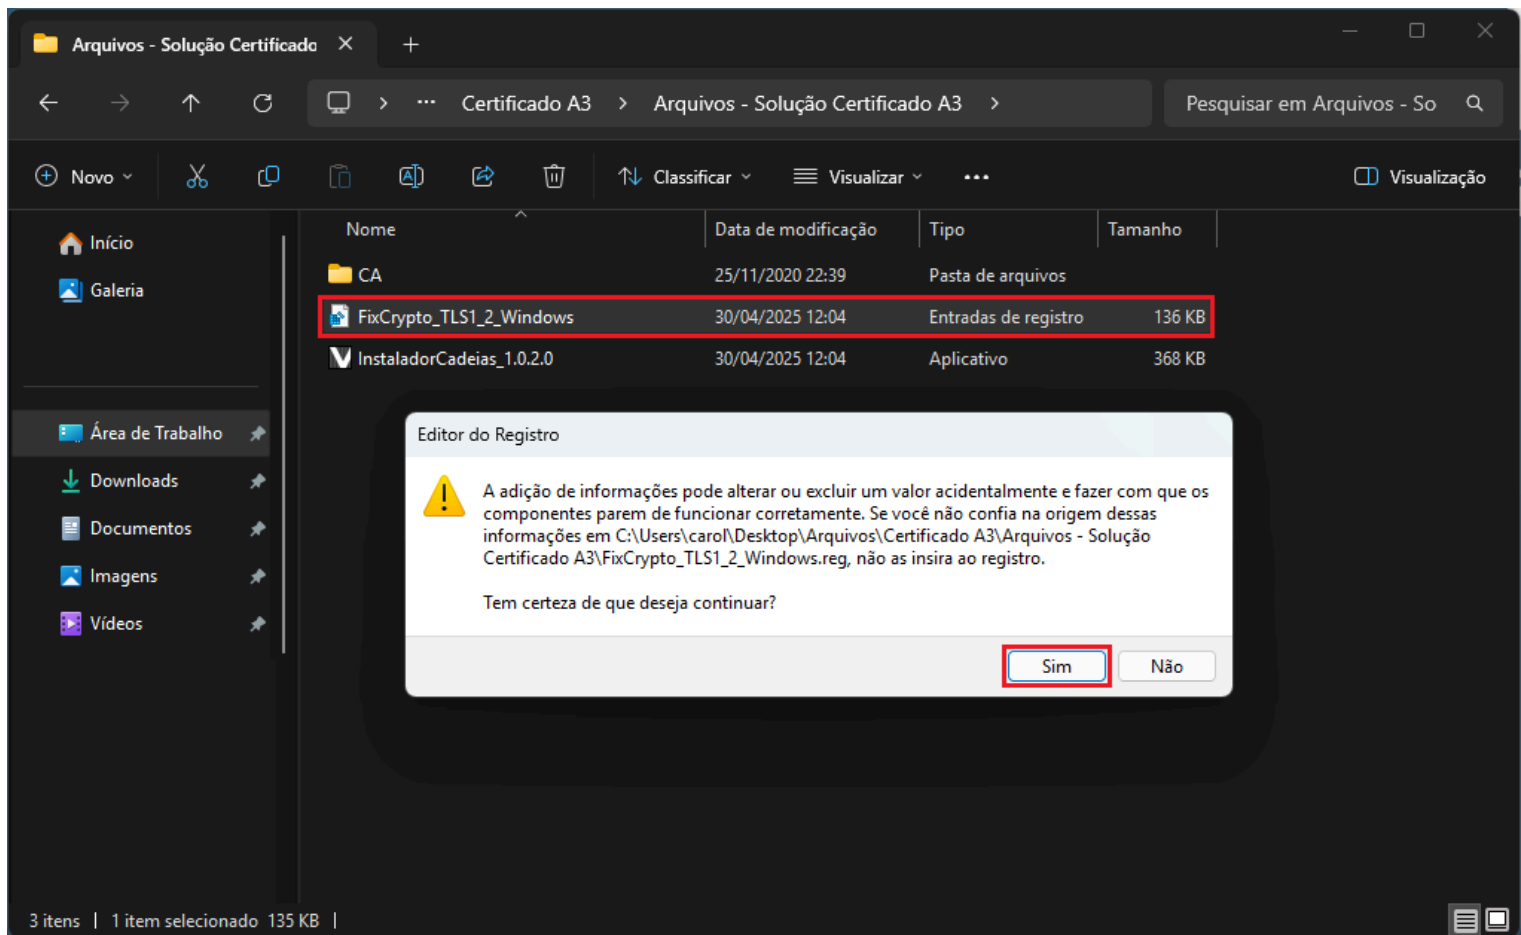 Arquivos - Solução Certificado
Certificado A3 > Arquivos - Solução Certificado A3 >
Pesquisar em Arquivos - So
Novo
Classificar
Visualizar
Visualização
Início
Galeria
Área de Trabalho
Downloads
Documentos
Imagens
Vídeos
Nome Data de modificação Tipo Tamanho
CA 25/11/2020 22:39 Pasta de arquivos
FixCrypto_TLS1_2_Windows 30/04/2025 12:04 Entradas de registro 136 KB
InstaladorCadeias_1.0.2.0 30/04/2025 12:04 Aplicativo 368 KB
Editor do Registro
A adição de informações pode alterar ou excluir um valor acidentalmente e fazer com que os
componentes parem de funcionar corretamente. Se você não confia na origem dessas
informações em C:\Users\carol\Desktop\Arquivos\Certificado A3\Arquivos - Solução
Certificado A3\FixCrypto_TLS1_2_Windows.reg, não as insira ao registro.
Tem certeza de que deseja continuar?
Sim
Não
3 itens | 1 item selecionado 135 KB |